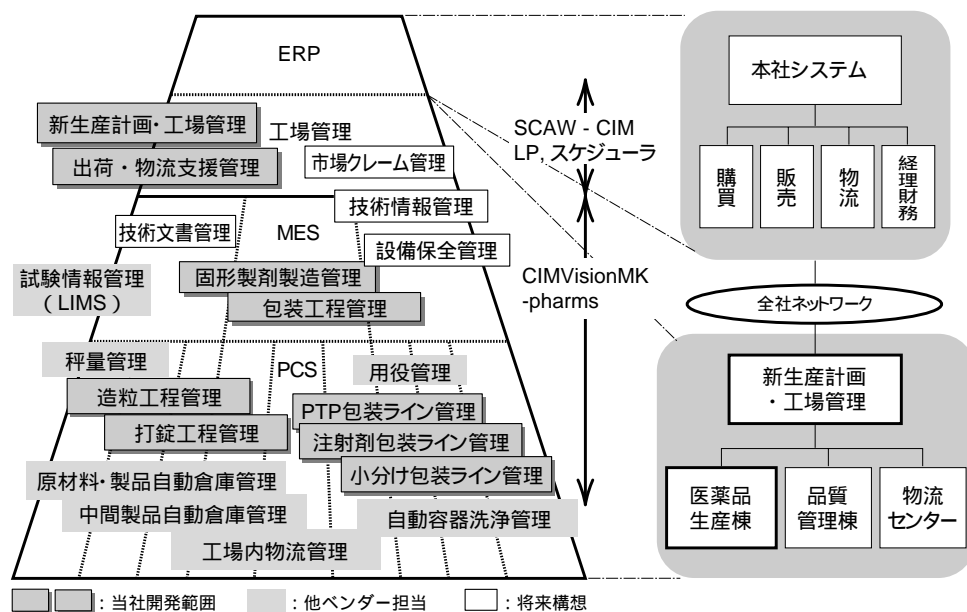 ERP
新生産計画・工場管理
工場管理
出荷・物流支援管理
市場クレーム管理
技術情報管理
技術文書管理
MES
設備保全管理
試験情報管理
（LIMS）
固形製剤製造管理
包装工程管理
秤量管理
PCS
用役管理
造粒工程管理
PTP包装ライン管理
打錠工程管理
注射剤包装ライン管理
小分け包装ライン管理
原材料・製品自動倉庫管理
中間製品自動倉庫管理
自動容器洗浄管理
工場内物流管理
SCAW - CIM
LP, スケジューラ
CIMVisionMK
-pharms
本社システム
購買
販売
物流
経理財務
全社ネットワーク
新生産計画
・工場管理
医薬品
生産棟
品質
管理棟
物流
センター
：当社開発範囲
：他ベンダー担当
：将来構想